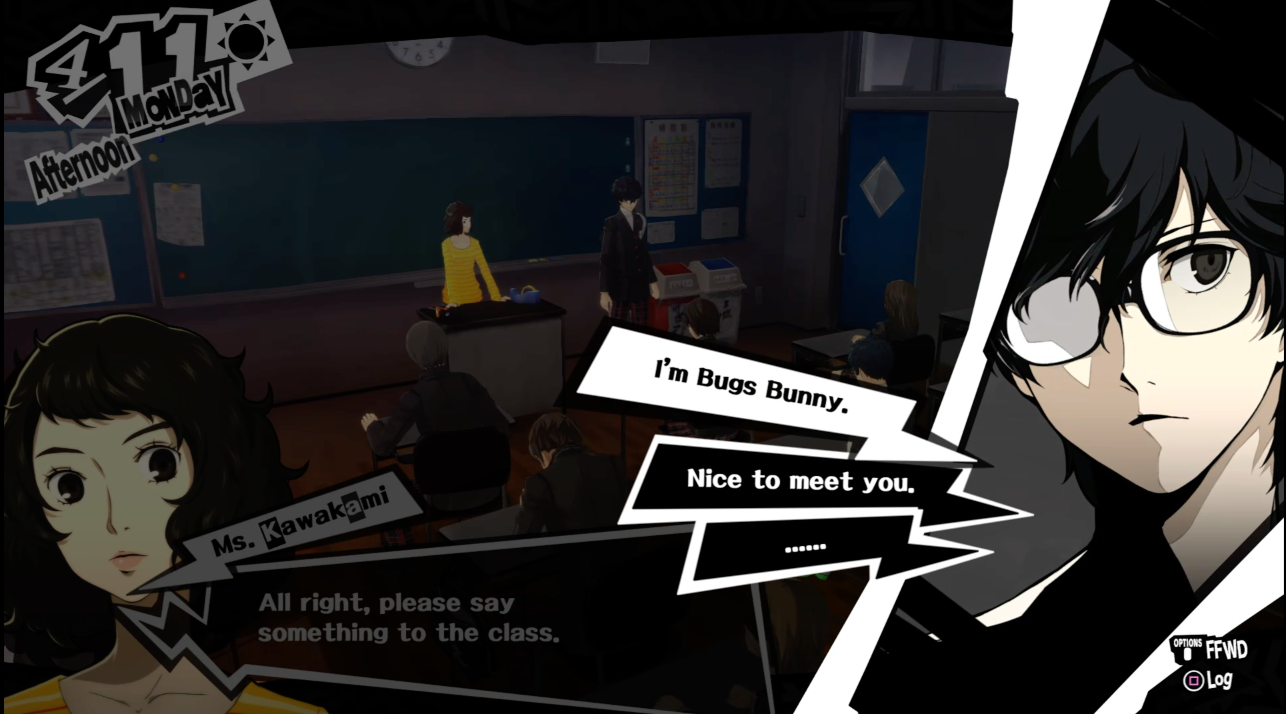 4 11
MONDAY
Afternoon
I'm Bugs Bunny.
Nice to meet you.
......
Ms. Kawakami
All right, please say
something to the class.
OPTIONS FFWD
Log